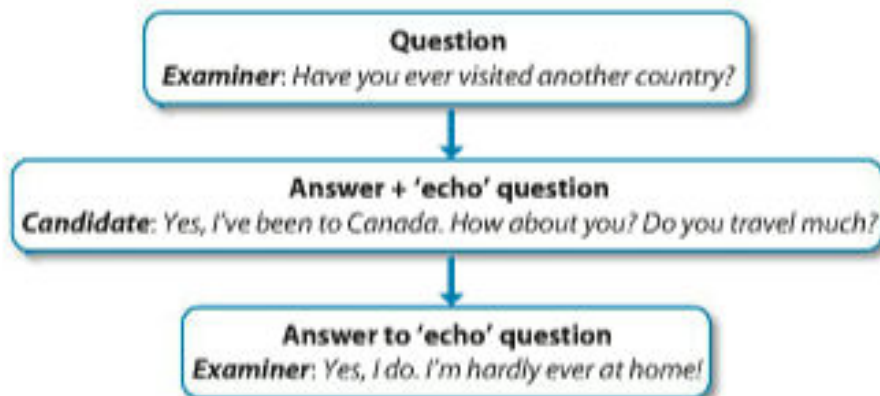 Question
Examiner: Have you ever visited another country?
Answer + 'echo' question
Candidate: Yes, I've been to Canada. How about you? Do you travel much?
Answer to 'echo' question
Examiner: Yes, I do. I'm hardly ever at home!